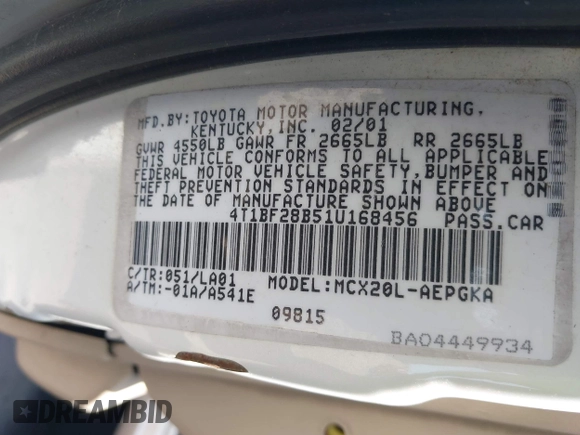 MFD.BY:TOYOTA MOTOR MANUFACTURING,
KENTUCKY,INC. 02/01
GVWR 4550LB GAWR FR 2665LB RR 2665LB
THIS VEHICLE CONFORMS TO ALL APPLICABLE
FEDERAL MOTOR VEHICLE SAFETY,BUMPER AND
THEFT PREVENTION STANDARDS IN EFFECT ON
THE DATE OF MANUFACTURE SHOWN ABOVE
4T1BF28B51U168456 PASS.CAR
C/TR:051/LA01 MODEL:MCX20L-AEPGKA
A/TM:-01A/A541E
09815
BA04449934
DREAMBID